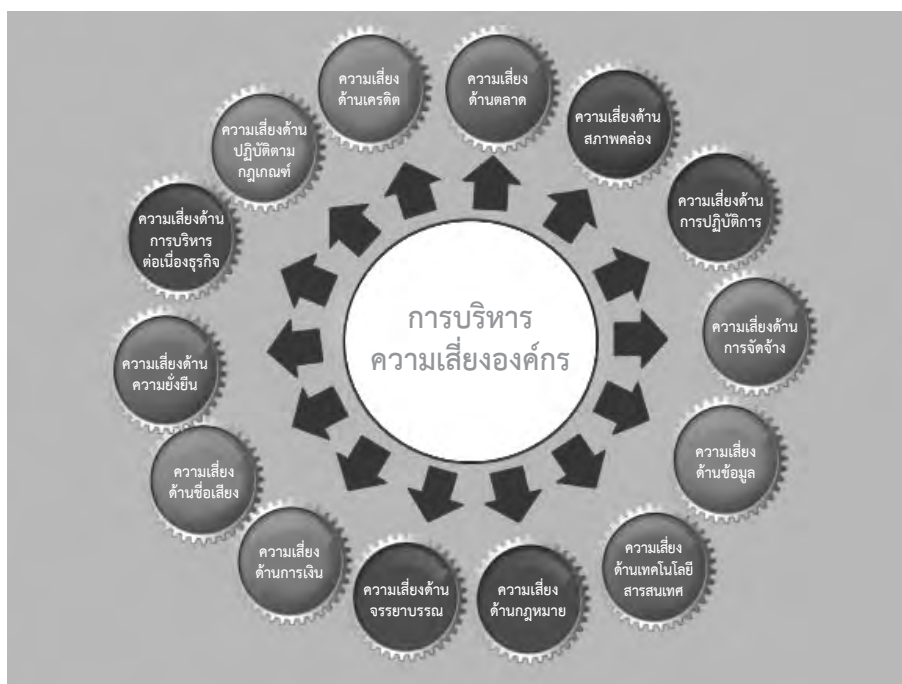 ความเสี่ยง
ด้านเครดิต
ความเสี่ยง
ด้านตลาด
ความเสี่ยงด้าน
สภาพคล่อง
ความเสี่ยงด้าน
การปฏิบัติการ
ความเสี่ยงด้าน
การจัดจ้าง
ความเสี่ยง
ด้านข้อมูล
ความเสี่ยง
ด้านเทคโนโลยี
สารสนเทศ
ความเสี่ยง
ด้านกฎหมาย
ความเสี่ยงด้าน
จรรยาบรรณ
ความเสี่ยง
ด้านการเงิน
ความเสี่ยง
ด้านชื่อเสียง
ความเสี่ยงด้าน
ความยั่งยืน
ความเสี่ยงด้าน
การบริหาร
ต่อเนื่องธุรกิจ
ความเสี่ยงด้าน
ปฏิบัติตาม
กฎเกณฑ์
การบริหาร
ความเสี่ยงองค์กร